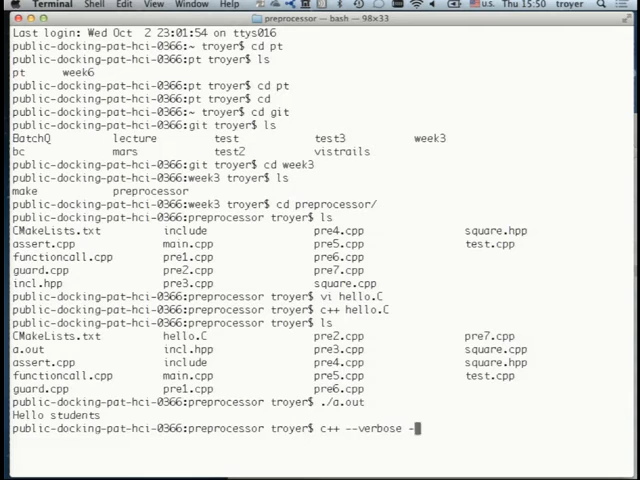 Terminal Shell Edit View Window Help U.S. Thu 15:50 troyer
preprocessor — bash — 98×33
Last login: Wed Oct  2 23:01:54 on ttys016
public-docking-pat-hci-0366:~ troyer$ cd pt
public-docking-pat-hci-0366:pt troyer$ ls
pt week6
public-docking-pat-hci-0366:pt troyer$ cd pt
public-docking-pat-hci-0366:pt troyer$ cd
public-docking-pat-hci-0366:~ troyer$ cd git
public-docking-pat-hci-0366:git troyer$ ls
BatchQ lecture test test3 week3
bc mars test2 vistrails
public-docking-pat-hci-0366:git troyer$ cd week3
public-docking-pat-hci-0366:week3 troyer$ ls
make preprocessor
public-docking-pat-hci-0366:week3 troyer$ cd preprocessor/
public-docking-pat-hci-0366:preprocessor troyer$ ls
CMakeLists.txt include pre4.cpp square.hpp
assert.cpp main.cpp pre5.cpp test.cpp
functioncall.cpp pre1.cpp pre6.cpp
guard.cpp pre2.cpp pre7.cpp
incl.hpp pre3.cpp square.cpp
public-docking-pat-hci-0366:preprocessor troyer$ vi hello.C
public-docking-pat-hci-0366:preprocessor troyer$ c++ hello.C
public-docking-pat-hci-0366:preprocessor troyer$ ls
CMakeLists.txt hello.C pre2.cpp pre7.cpp
a.out incl.hpp pre3.cpp square.cpp
assert.cpp include pre4.cpp square.hpp
functioncall.cpp main.cpp pre5.cpp test.cpp
guard.cpp pre1.cpp pre6.cpp
public-docking-pat-hci-0366:preprocessor troyer$ ./a.out
Hello students
public-docking-pat-hci-0366:preprocessor troyer$ c++ --verbose -